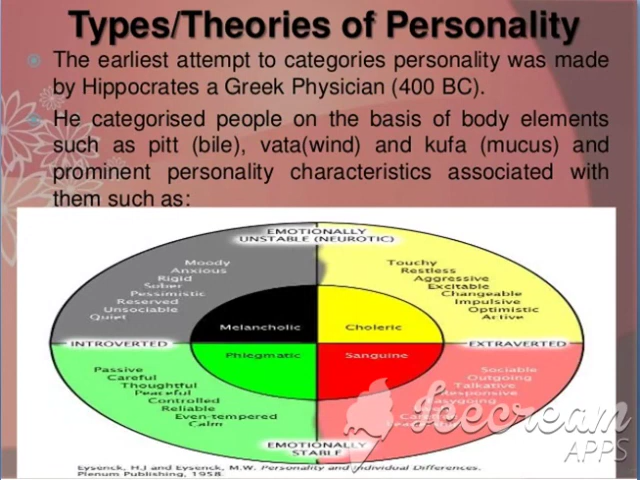 Types/Theories of Personality
The earliest attempt to categories personality was made
by Hippocrates a Greek Physician (400 BC).
He categorised people on the basis of body elements
such as pitt (bile), vata(wind) and kufa (mucus) and
prominent personality characteristics associated with
them such as:
EMOTIONALLY
UNSTABLE (NEUROTIC)
Moody
Anxious
Rigid
Sober
Pessimistic
Reserved
Unsociable
Quiet
Touchy
Restless
Aggressive
Excitable
Changeable
Impulsive
Optimistic
Active
Melancholic
Choleric
INTROVERTED
EXTRAVERTED
Phlegmatic
Sanguine
Passive
Careful
Thoughtful
Peaceful
Controlled
Reliable
Even-tempered
Calm
Sociable
Outgoing
Talkative
Responsive
Easygoing
EMOTIONALLY
STABLE
Icecream
APPS
Eysenck, H.J and Eysenck, M.W. Personality and Individual Differences.
Plenum Publishing, 1958.